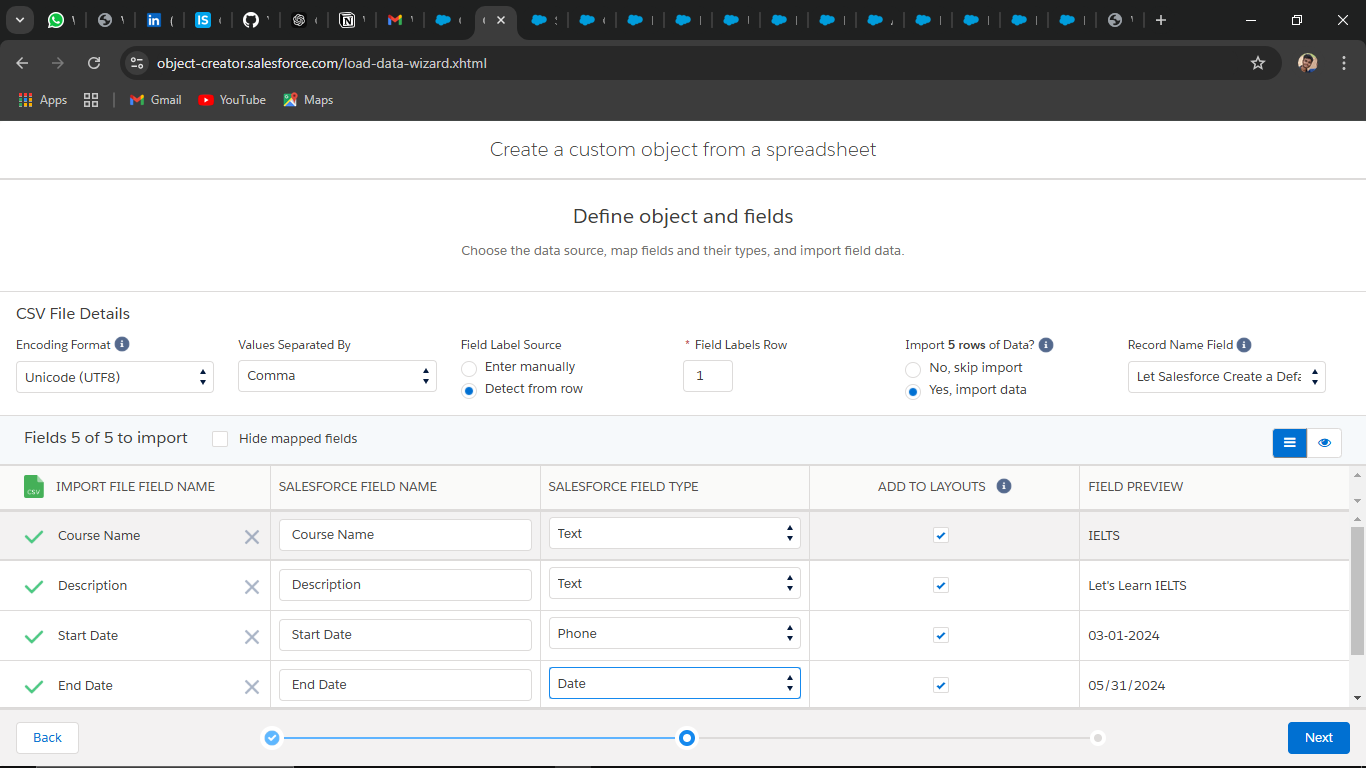 object-creator.salesforce.com/load-data-wizard.xhtml
Apps Gmail YouTube Maps
Create a custom object from a spreadsheet
Define object and fields
Choose the data source, map fields and their types, and import field data.
CSV File Details
Encoding Format Values Separated By Field Label Source * Field Labels Row Import 5 rows of Data? Record Name Field
Unicode (UTF8) Comma Enter manually 1 No, skip import Let Salesforce Create a Defa
Detect from row Yes, import data
Fields 5 of 5 to import Hide mapped fields
CSV IMPORT FILE FIELD NAME SALESFORCE FIELD NAME SALESFORCE FIELD TYPE ADD TO LAYOUTS FIELD PREVIEW
Course Name Course Name Text IELTS
Description Description Text Let's Learn IELTS
Start Date Start Date Phone 03-01-2024
End Date End Date Date 05/31/2024
Back Next